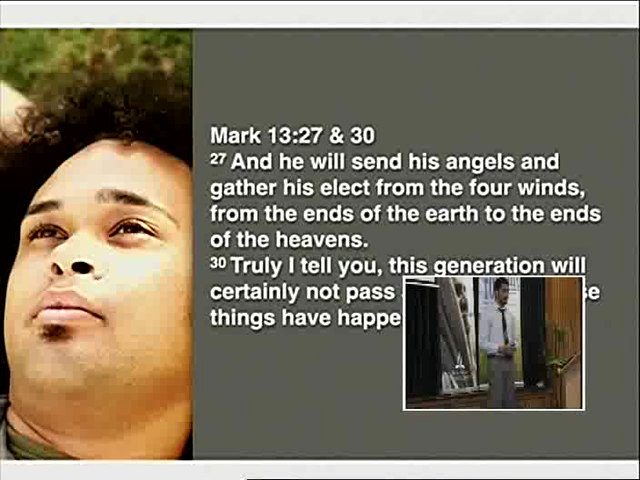 Mark 13:27 & 30
27 And he will send his angels and
gather his elect from the four winds,
from the ends of the earth to the ends
of the heavens.
30 Truly I tell you, this generation will
certainly not pass
things have